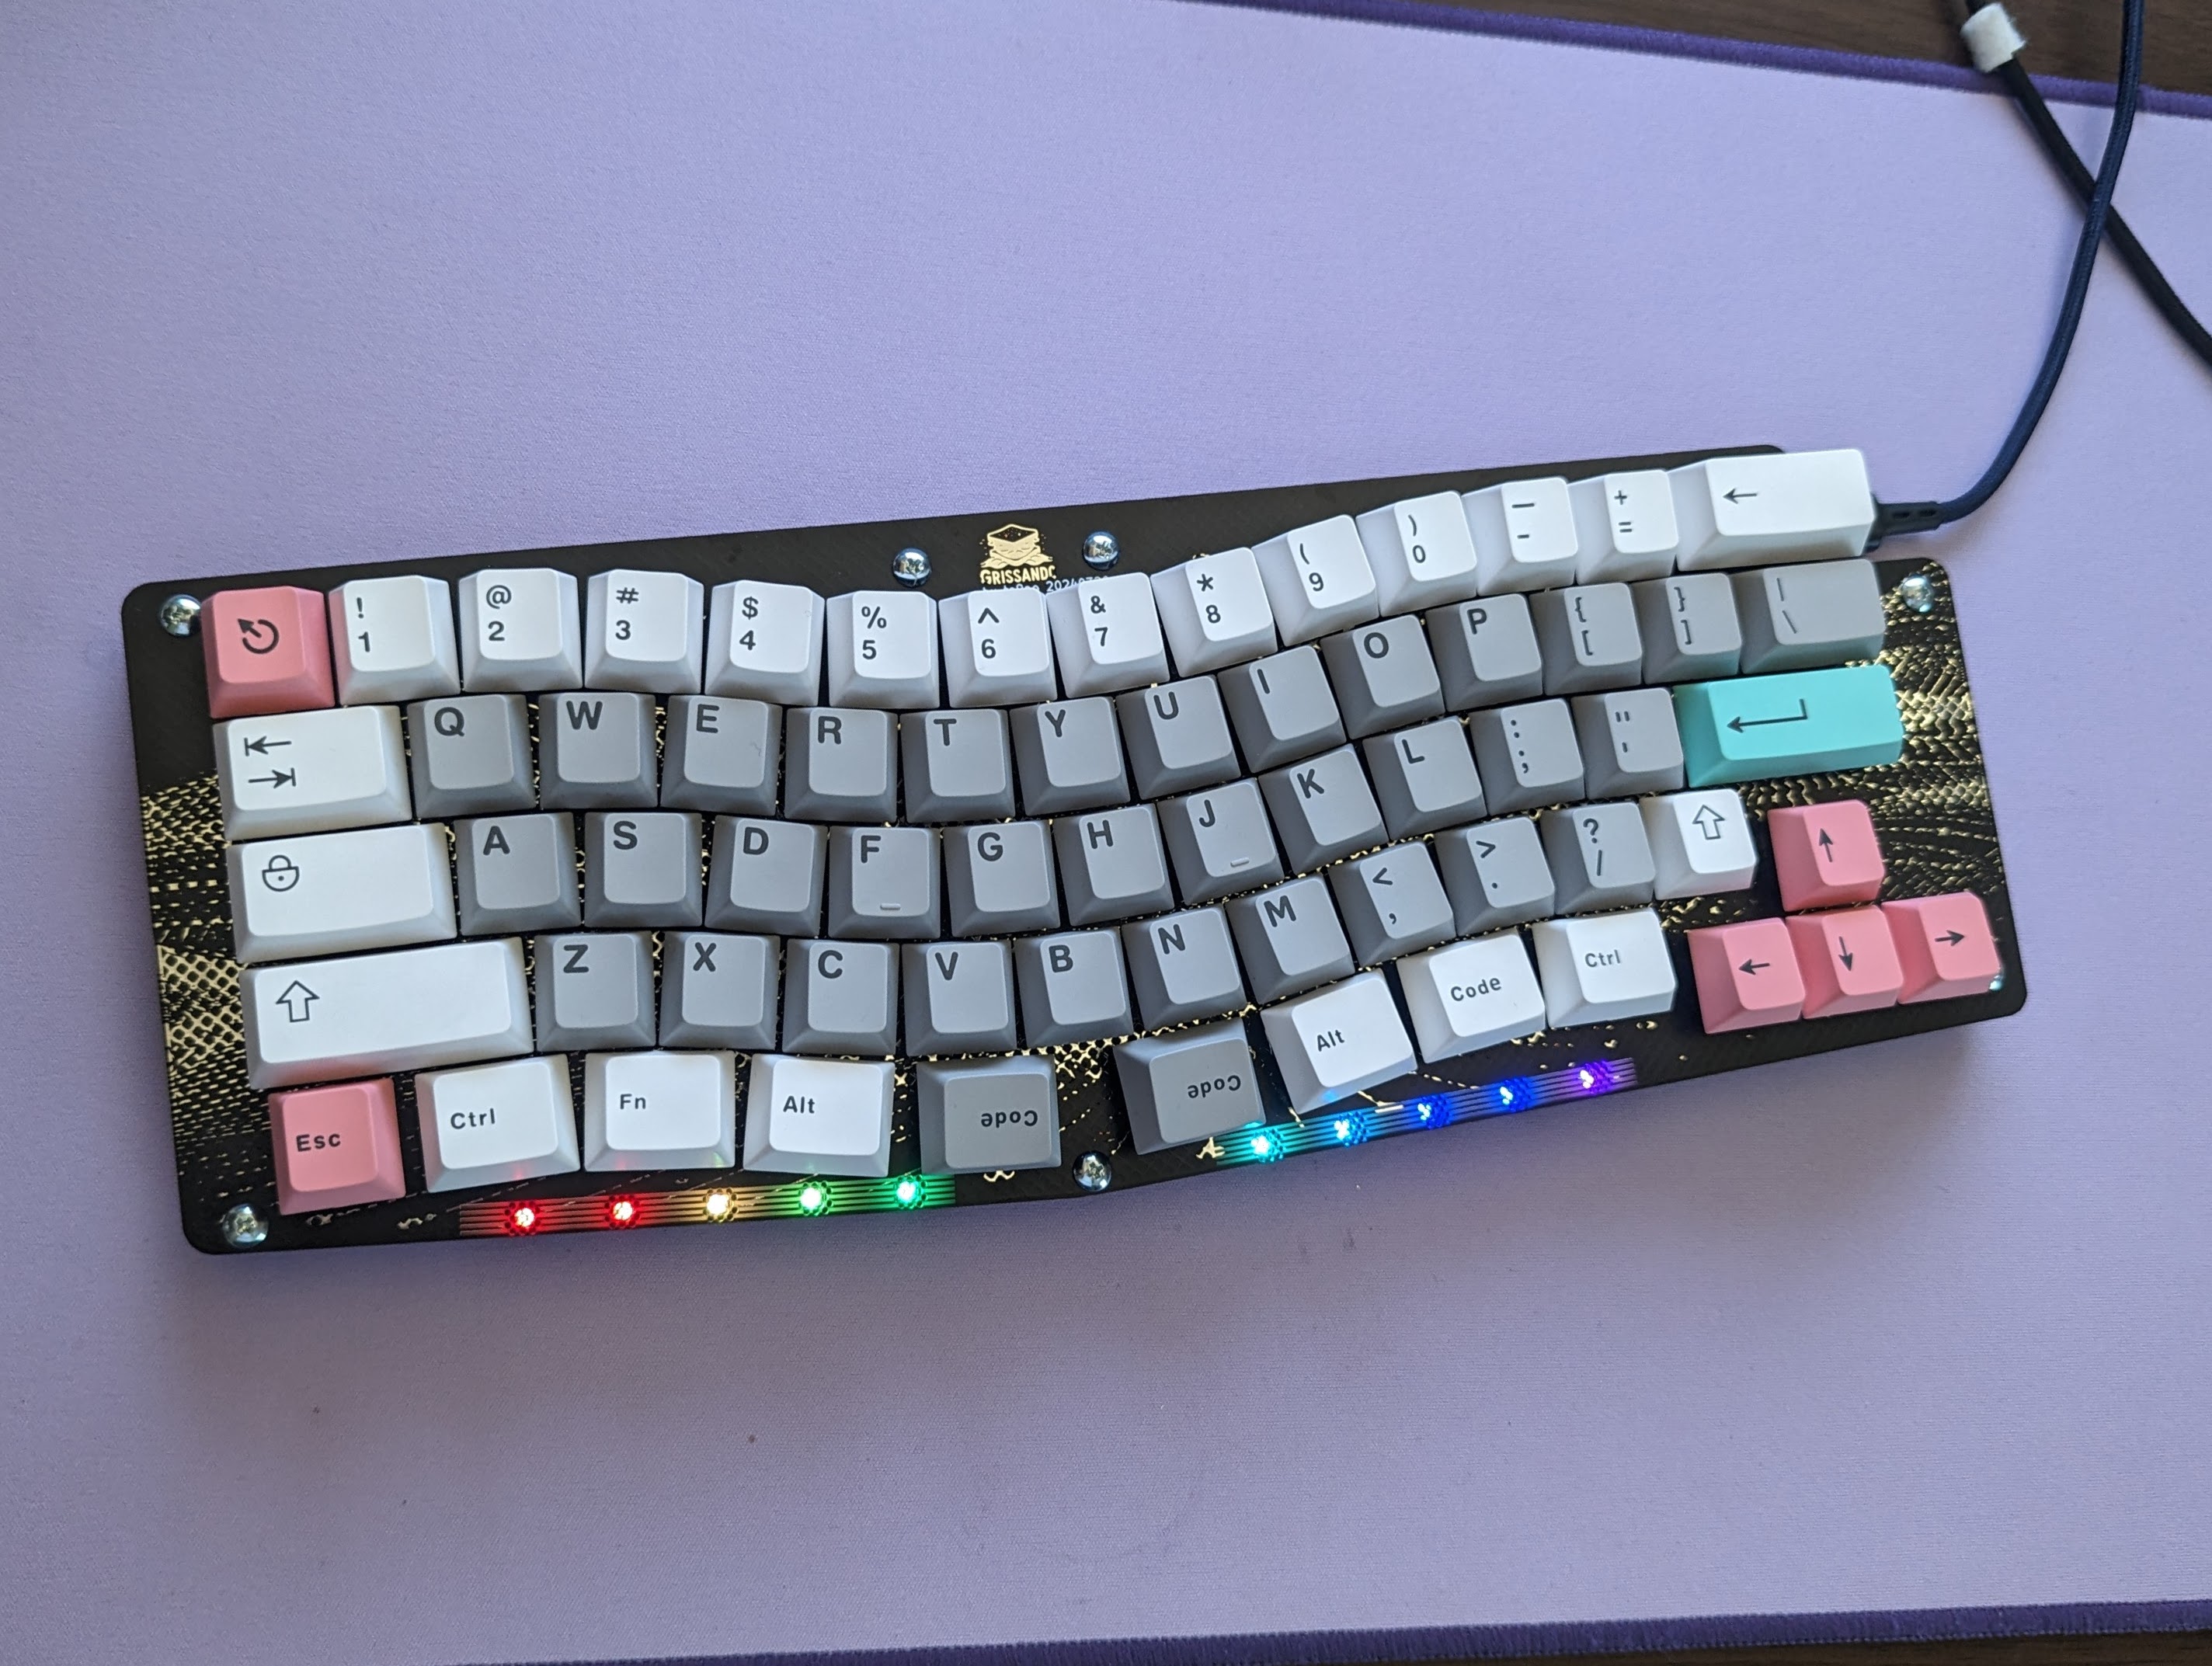 GRISSANDC
! @ # $ % ^ & * ( ) — +
1 2 3 4 5 6 7 8 9 0 - =
Q W E R T Y U I O P { } |
[ ] \
A S D F G H J K L : "
; '
Z X C V B N M < > ?
, . /
Esc Ctrl Fn Alt Code Code Alt Code Ctrl